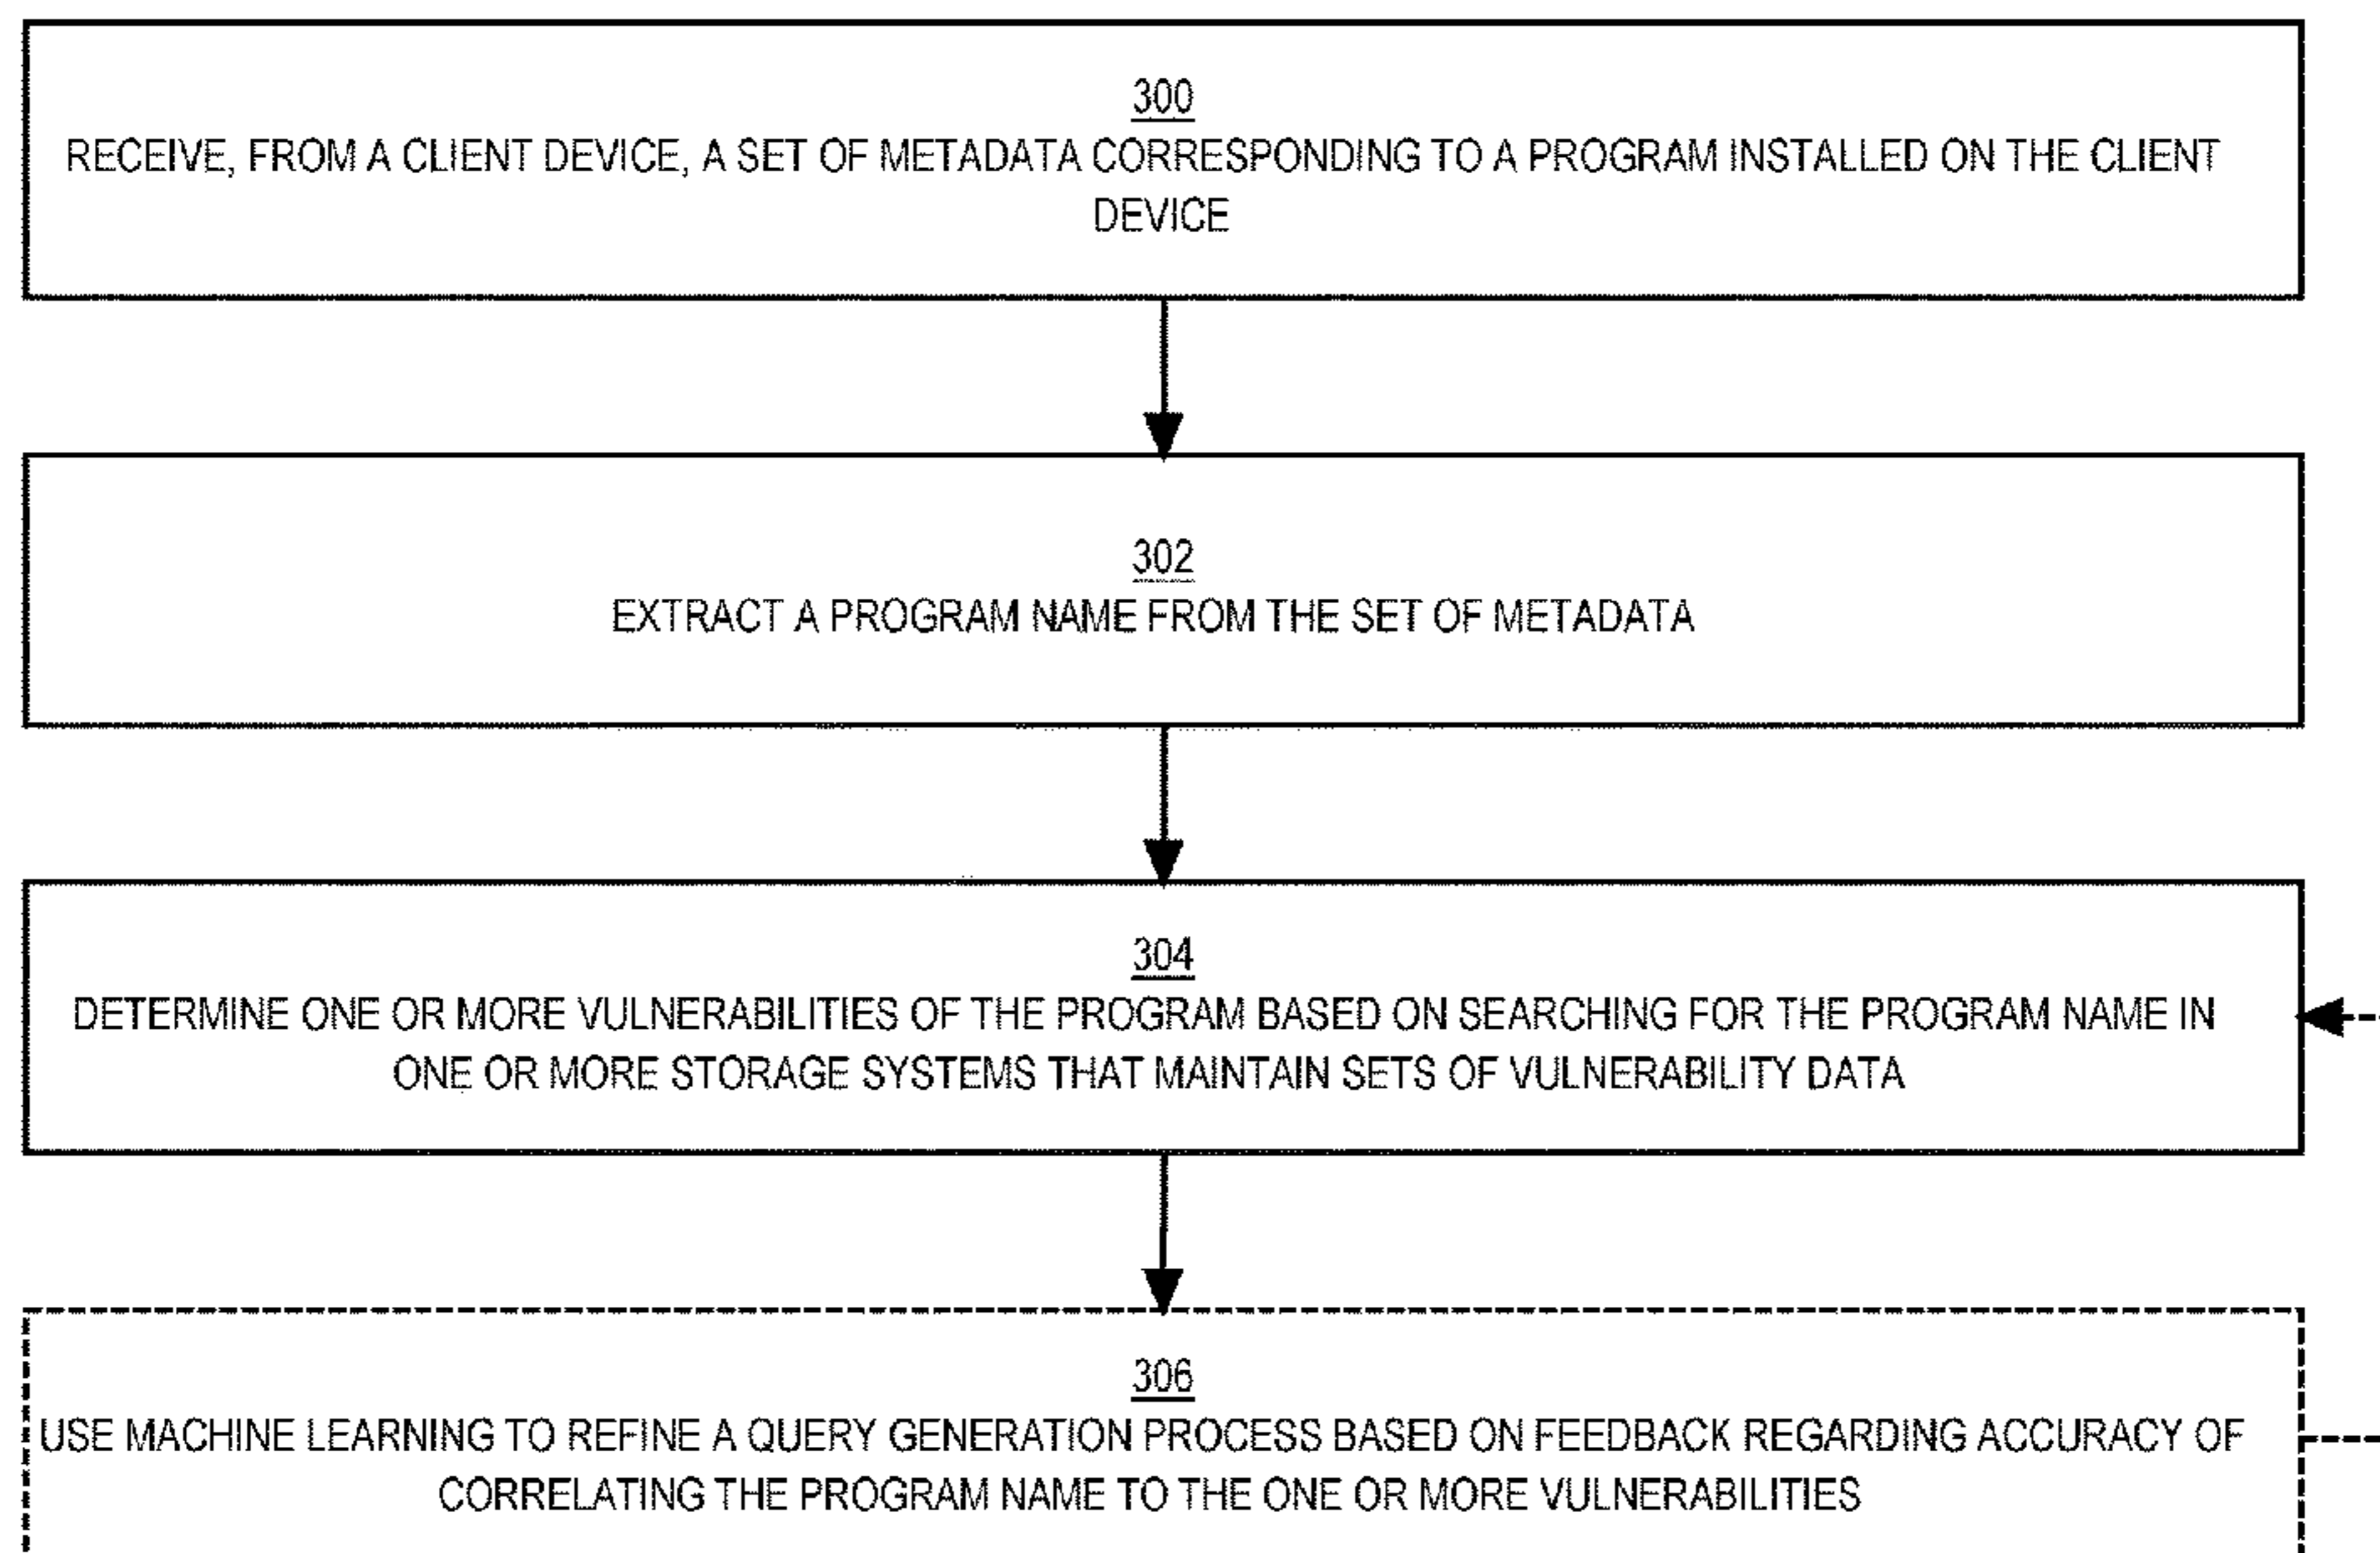 300
RECEIVE, FROM A CLIENT DEVICE, A SET OF METADATA CORRESPONDING TO A PROGRAM INSTALLED ON THE CLIENT
DEVICE
302
EXTRACT A PROGRAM NAME FROM THE SET OF METADATA
304
DETERMINE ONE OR MORE VULNERABILITIES OF THE PROGRAM BASED ON SEARCHING FOR THE PROGRAM NAME IN
ONE OR MORE STORAGE SYSTEMS THAT MAINTAIN SETS OF VULNERABILITY DATA
306
USE MACHINE LEARNING TO REFINE A QUERY GENERATION PROCESS BASED ON FEEDBACK REGARDING ACCURACY OF
CORRELATING THE PROGRAM NAME TO THE ONE OR MORE VULNERABILITIES